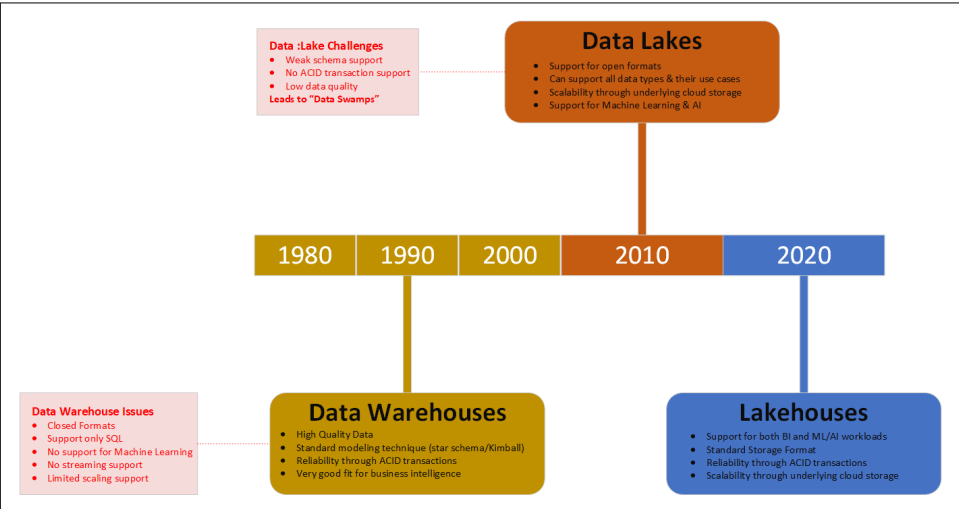 Data :Lake Challenges
Weak schema support
No ACID transaction support
Low data quality
Leads to “Data Swamps”
Data Lakes
Support for open formats
Can support all data types & their use cases
Scalability through underlying cloud storage
Support for Machine Learning & AI
1980
1990
2000
2010
2020
Data Warehouse Issues
Closed Formats
Support only SQL
No support for Machine Learning
No streaming support
Limited scaling support
Data Warehouses
High Quality Data
Standard modeling technique (star schema/Kimball)
Reliability through ACID transactions
Very good fit for business intelligence
Lakehouses
Support for both BI and ML/AI workloads
Standard Storage Format
Reliability through ACID transactions
Scalability through underlying cloud storage